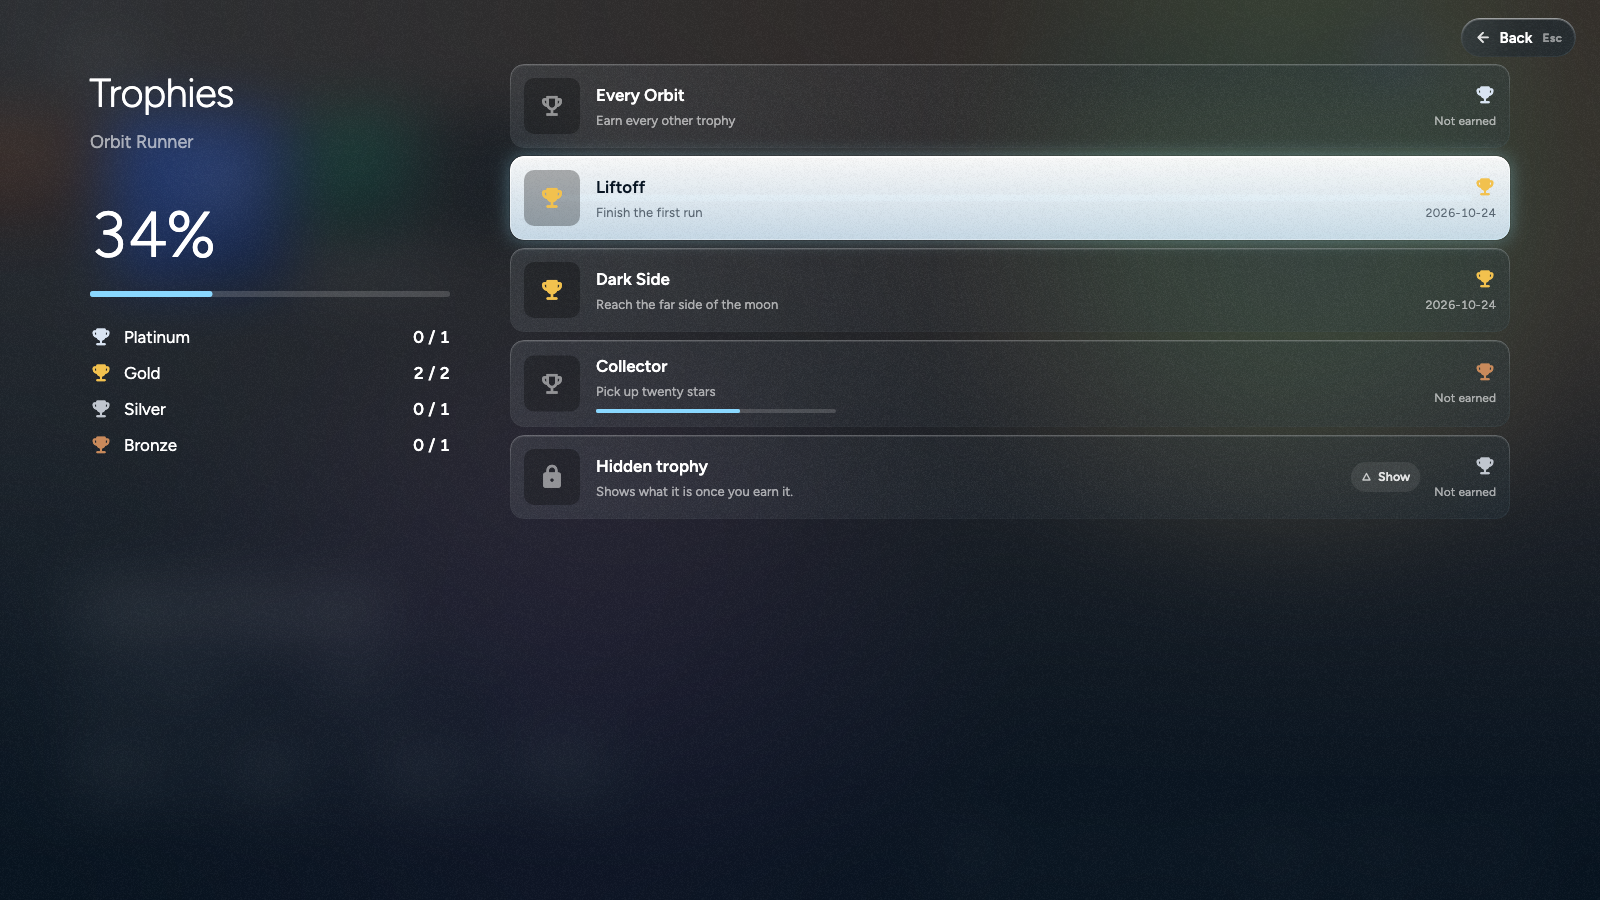 Back Esc
Trophies
Orbit Runner
34%
Platinum 0 / 1
Gold 2 / 2
Silver 0 / 1
Bronze 0 / 1
Every Orbit
Earn every other trophy
Not earned
Liftoff
Finish the first run
2026-10-24
Dark Side
Reach the far side of the moon
2026-10-24
Collector
Pick up twenty stars
Not earned
Hidden trophy
Shows what it is once you earn it.
Show
Not earned